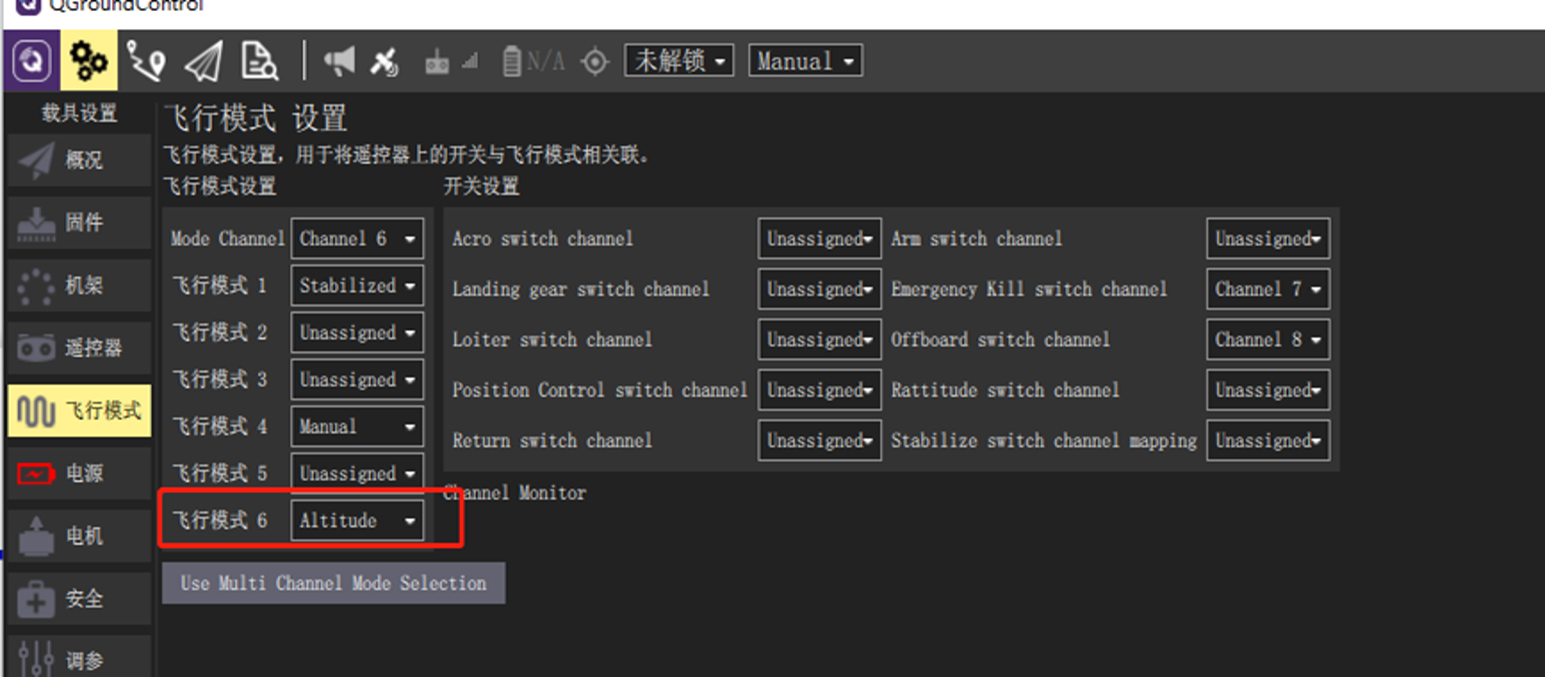 QGroundControl
N/A 未解锁 Manual
载具设置
概况
固件
机架
遥控器
飞行模式
电源
电机
安全
调参
飞行模式 设置
飞行模式设置，用于将遥控器上的开关与飞行模式相关联。
飞行模式设置
Mode Channel Channel 6
飞行模式 1 Stabilized
飞行模式 2 Unassigned
飞行模式 3 Unassigned
飞行模式 4 Manual
飞行模式 5 Unassigned
飞行模式 6 Altitude
Use Multi Channel Mode Selection
开关设置
Acro switch channel Unassigned Arm switch channel Unassigned
Landing gear switch channel Unassigned Emergency Kill switch channel Channel 7
Loiter switch channel Unassigned Offboard switch channel Channel 8
Position Control switch channel Unassigned Rattitude switch channel Unassigned
Return switch channel Unassigned Stabilize switch channel mapping Unassigned
Channel Monitor